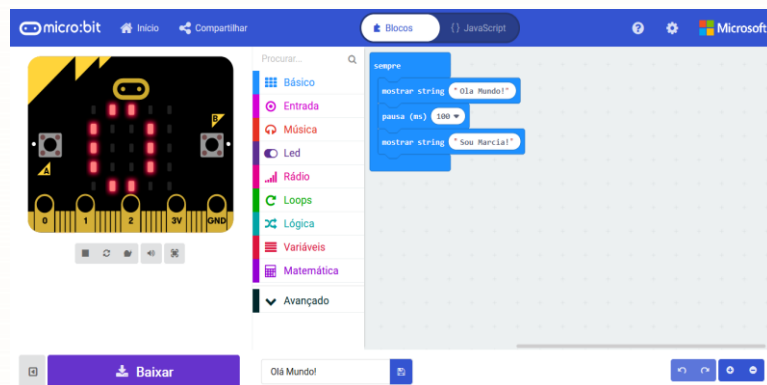 micro:bit Início Compartilhar Blocos {} JavaScript ? Microsoft
Procurar...
Básico
Entrada
Música
Led
Rádio
Loops
Lógica
Variáveis
Matemática
Avançado
sempre
mostrar string "Ola Mundo!"
pausa (ms) 100
mostrar string "Sou Marcia!"
B
A
0 1 2 3V GND
Baixar
Olá Mundo!